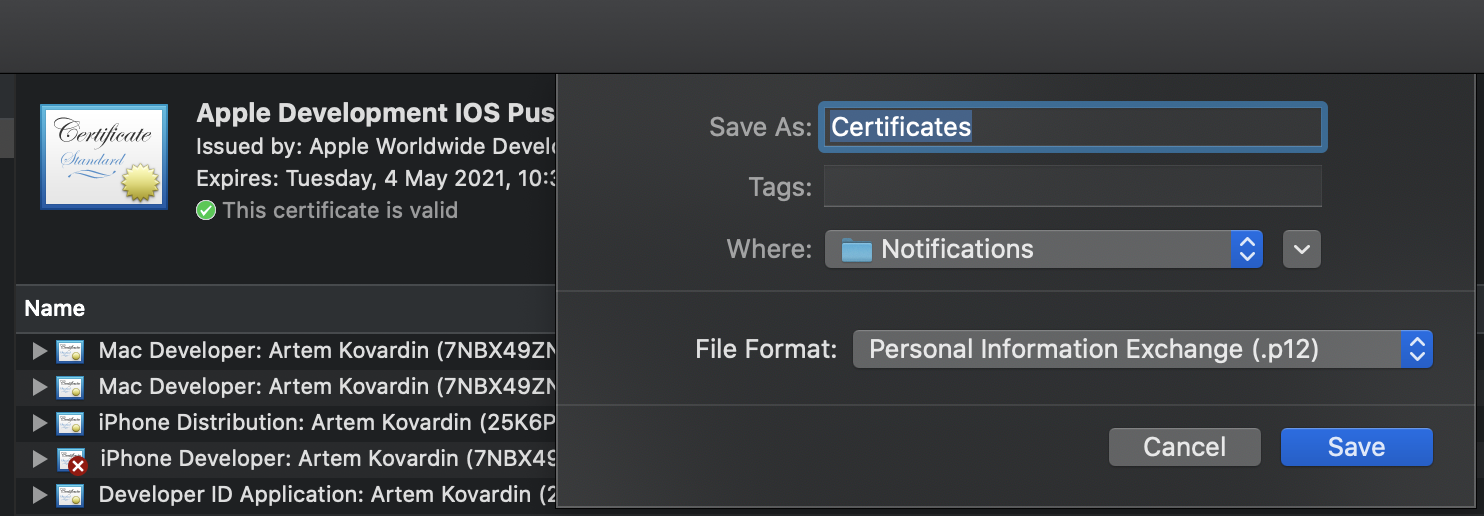 Certificate
Standard
Apple Development IOS Pus
Issued by: Apple Worldwide Develo
Expires: Tuesday, 4 May 2021, 10:3
This certificate is valid
Save As: Certificates
Tags:
Where: Notifications
File Format: Personal Information Exchange (.p12)
Cancel Save
Name
Mac Developer: Artem Kovardin (7NBX49ZN
Mac Developer: Artem Kovardin (7NBX49ZN
iPhone Distribution: Artem Kovardin (25K6P
iPhone Developer: Artem Kovardin (7NBX49
Developer ID Application: Artem Kovardin (2